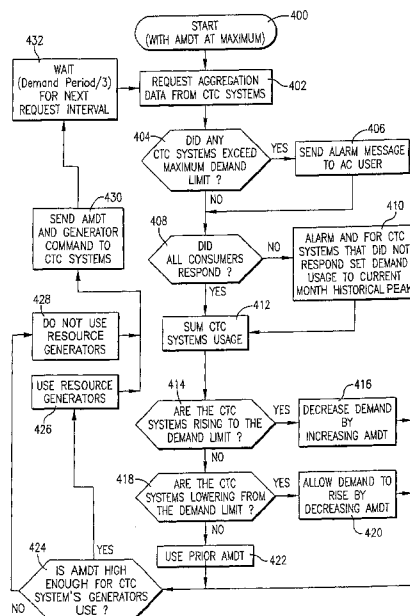 START
(WITH AMDT AT MAXIMUM)
400
432
WAIT
(Demand Period/3)
FOR NEXT
REQUEST INTERVAL
REQUEST AGGREGATION
DATA FROM CTC SYSTEMS
402
404
DID ANY
CTC SYSTEMS EXCEED
MAXIMUM DEMAND
LIMIT ?
YES
NO
406
SEND ALARM MESSAGE
TO AC USER
430
SEND AMDT
AND GENERATOR
COMMAND TO
CTC SYSTEMS
408
DID
ALL CONSUMERS
RESPOND ?
NO
YES
410
ALARM AND FOR CTC
SYSTEMS THAT DID NOT
RESPOND SET DEMAND
USAGE TO CURRENT
MONTH HISTORICAL PEAK
428
DO NOT USE
RESOURCE
GENERATORS
412
SUM CTC
SYSTEMS USAGE
USE RESOURCE
GENERATORS
426
414
ARE THE CTC
SYSTEMS RISING TO THE
DEMAND LIMIT ?
YES
NO
416
DECREASE DEMAND
BY
INCREASING AMDT
418
ARE THE CTC
SYSTEMS LOWERING FROM
THE DEMAND LIMIT ?
YES
NO
ALLOW DEMAND TO
RISE BY
DECREASING AMDT
420
USE PRIOR AMDT
422
424
YES
IS AMDT HIGH
ENOUGH FOR CTC
SYSTEM'S GENERATORS
USE ?
NO